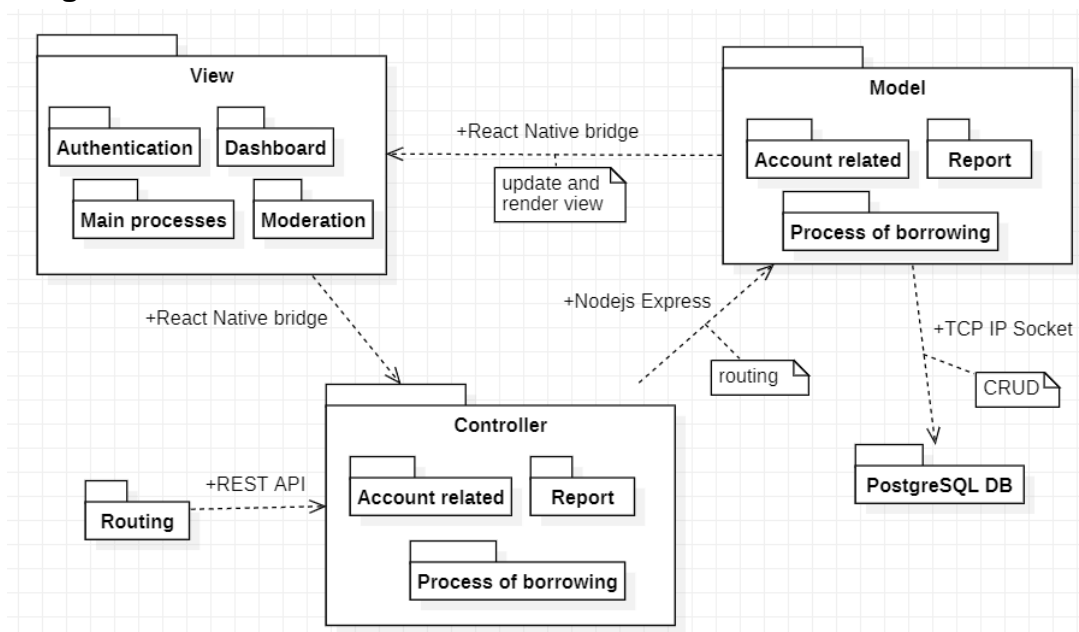 View
Authentication
Dashboard
Main processes
Moderation
+React Native bridge
update and
render view
Model
Account related
Report
Process of borrowing
+React Native bridge
+Nodejs Express
routing
+TCP IP Socket
CRUD
PostgreSQL DB
Controller
Account related
Report
Process of borrowing
+REST API
Routing